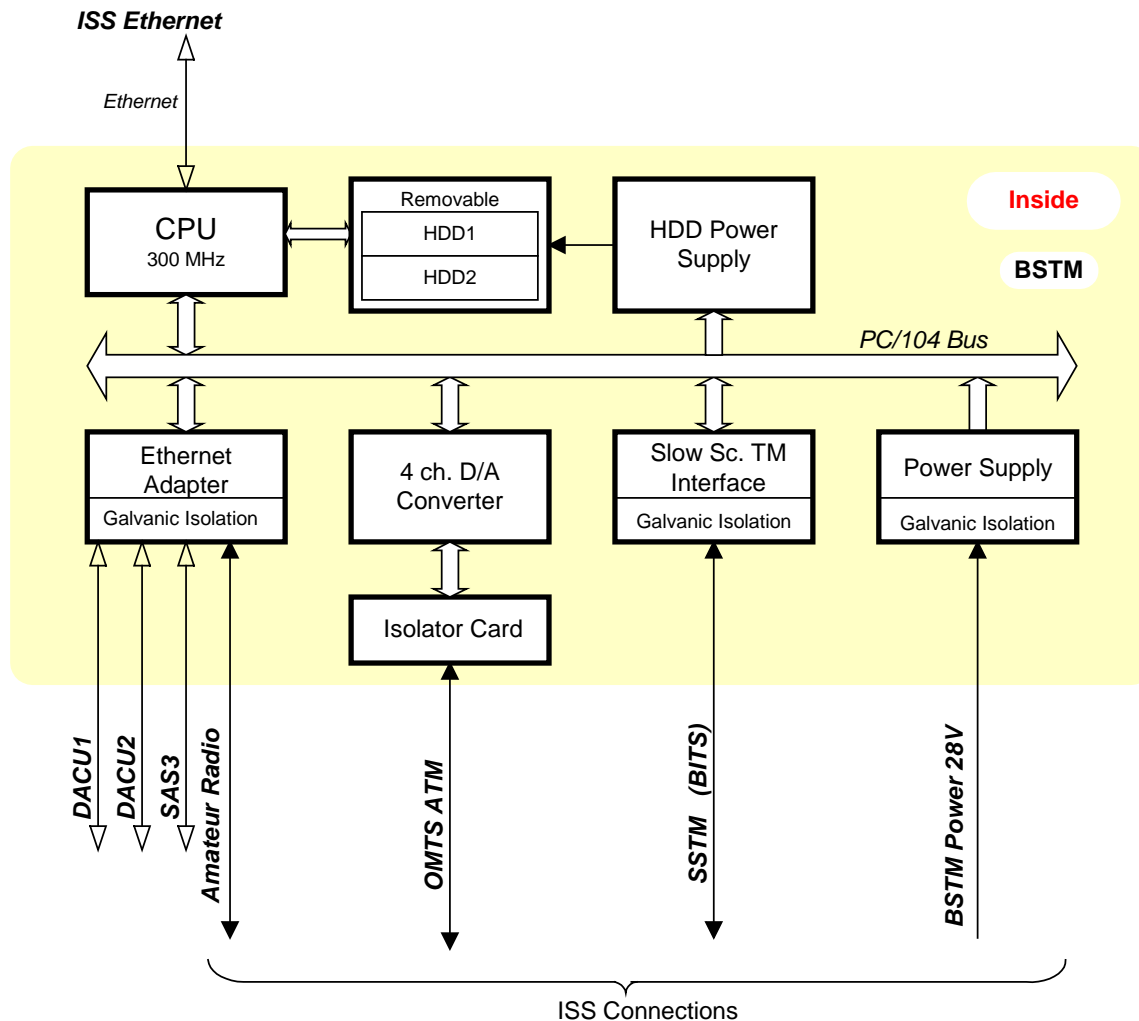 ISS Ethernet
Ethernet
CPU
300 MHz
Removable
HDD1
HDD2
HDD Power
Supply
Inside
BSTM
PC/104 Bus
Ethernet
Adapter
Galvanic Isolation
4 ch. D/A
Converter
Slow Sc. TM
Interface
Galvanic Isolation
Power Supply
Galvanic Isolation
Isolator Card
DACU1
DACU2
SAS3
Amateur Radio
OMTS ATM
SSTM (BITS)
BSTM Power 28V
ISS Connections